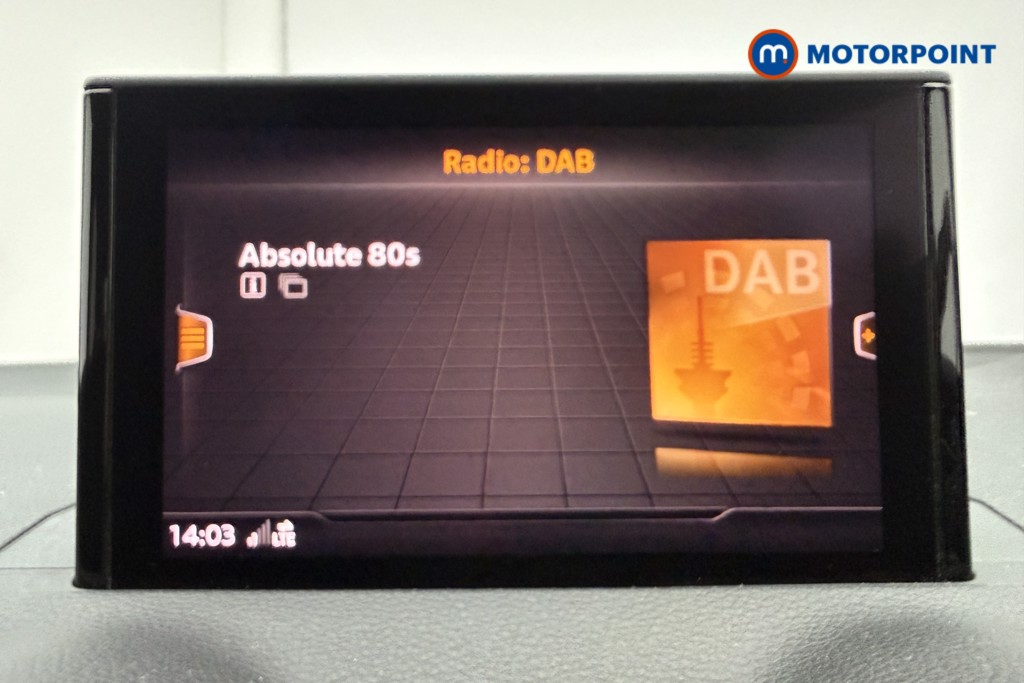 m MOTORPOINT
Radio: DAB
Absolute 80s
DAB
14:03 LTE